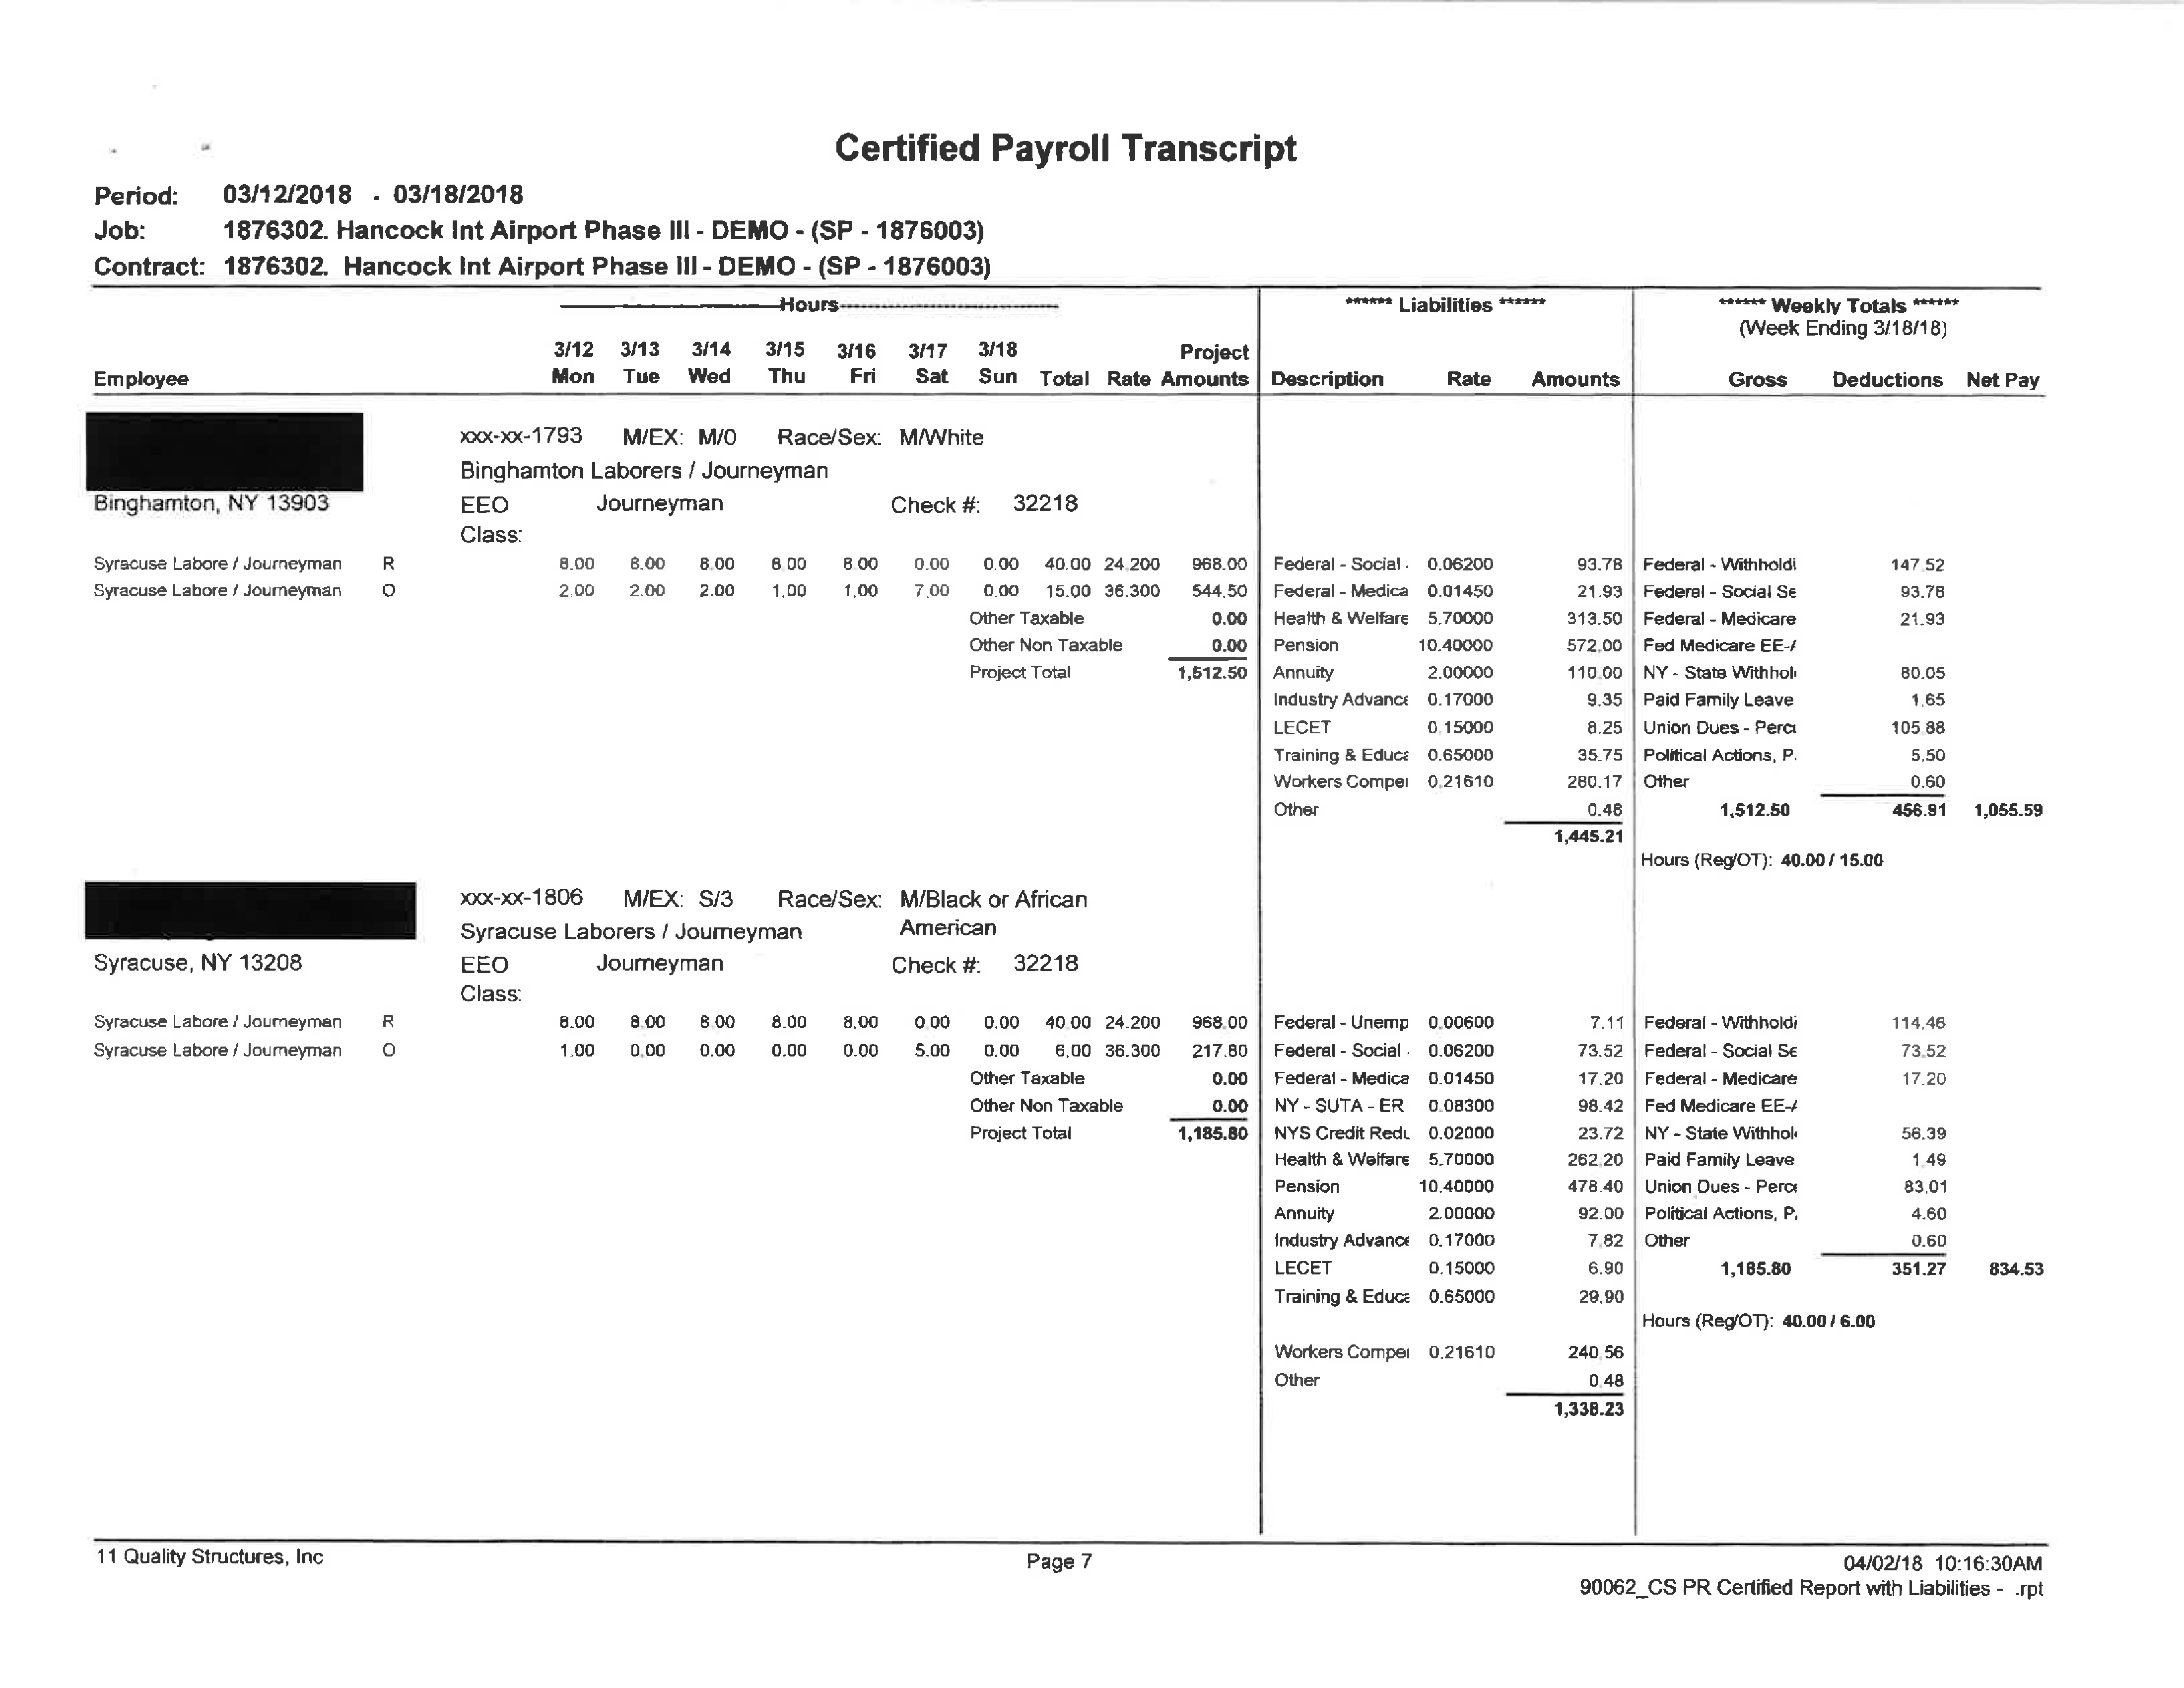 Certified Payroll Transcript
Period: 03/12/2018 - 03/18/2018
Job: 1876302. Hancock Int Airport Phase III - DEMO - (SP - 1876003)
Contract: 1876302. Hancock Int Airport Phase III - DEMO - (SP - 1876003)
Hours ****** Liabilities ****** ****** Weekly Totals ******
(Week Ending 3/18/18)
3/12 3/13 3/14 3/15 3/16 3/17 3/18 Project
Employee Mon Tue Wed Thu Fri Sat Sun Total Rate Amounts Description Rate Amounts Gross Deductions Net Pay
xxx-xx-1793 M/EX: M/0 Race/Sex: M/White
Binghamton Laborers / Journeyman
Binghamton, NY 13903 EEO Journeyman Check #: 32218
Class:
Syracuse Labore / Journeyman R 8.00 8.00 8.00 8.00 8.00 0.00 0.00 40.00 24.200 968.00 Federal - Social 0.06200 93.78 Federal - Withholdi 147.52
Syracuse Labore / Journeyman O 2.00 2.00 2.00 1.00 1.00 7.00 0.00 15.00 36.300 544.50 Federal - Medica 0.01450 21.93 Federal - Social Se 93.78
Other Taxable 0.00 Health & Welfare 5.70000 313.50 Federal - Medicare 21.93
Other Non Taxable 0.00 Pension 10.40000 572.00 Fed Medicare EE-A
Project Total 1,512.50 Annuity 2.00000 110.00 NY - State Withhol 80.05
Industry Advance 0.17000 9.35 Paid Family Leave 1.65
LECET 0.15000 8.25 Union Dues - Perce 105.88
Training & Educa 0.65000 35.75 Political Actions, P. 5.50
Workers Comper 0.21610 280.17 Other 0.60
Other 0.48 1,512.50 456.91 1,055.59
1,445.21
Hours (Reg/OT): 40.00 / 15.00
xxx-xx-1806 M/EX: S/3 Race/Sex: M/Black or African
Syracuse Laborers / Journeyman American
Syracuse, NY 13208 EEO Journeyman Check #: 32218
Class:
Syracuse Labore / Journeyman R 8.00 8.00 8.00 8.00 8.00 0.00 0.00 40.00 24.200 968.00 Federal - Unemp 0.00600 7.11 Federal - Withholdi 114.46
Syracuse Labore / Journeyman O 1.00 0.00 0.00 0.00 0.00 5.00 0.00 6.00 36.300 217.80 Federal - Social 0.06200 73.52 Federal - Social Se 73.52
Other Taxable 0.00 Federal - Medica 0.01450 17.20 Federal - Medicare 17.20
Other Non Taxable 0.00 NY - SUTA - ER 0.08300 98.42 Fed Medicare EE-A
Project Total 1,185.80 NYS Credit Redu 0.02000 23.72 NY - State Withhol 56.39
Health & Welfare 5.70000 262.20 Paid Family Leave 1.49
Pension 10.40000 478.40 Union Dues - Perce 83.01
Annuity 2.00000 92.00 Political Actions, P. 4.60
Industry Advance 0.17000 7.82 Other 0.60
LECET 0.15000 6.90 1,185.80 351.27 834.53
Training & Educa 0.65000 29.90
Hours (Reg/OT): 40.00 / 6.00
Workers Comper 0.21610 240.56
Other 0.48
1,338.23
11 Quality Structures, Inc Page 7 04/02/18 10:16:30AM
90062_CS PR Certified Report with Liabilities - .rpt